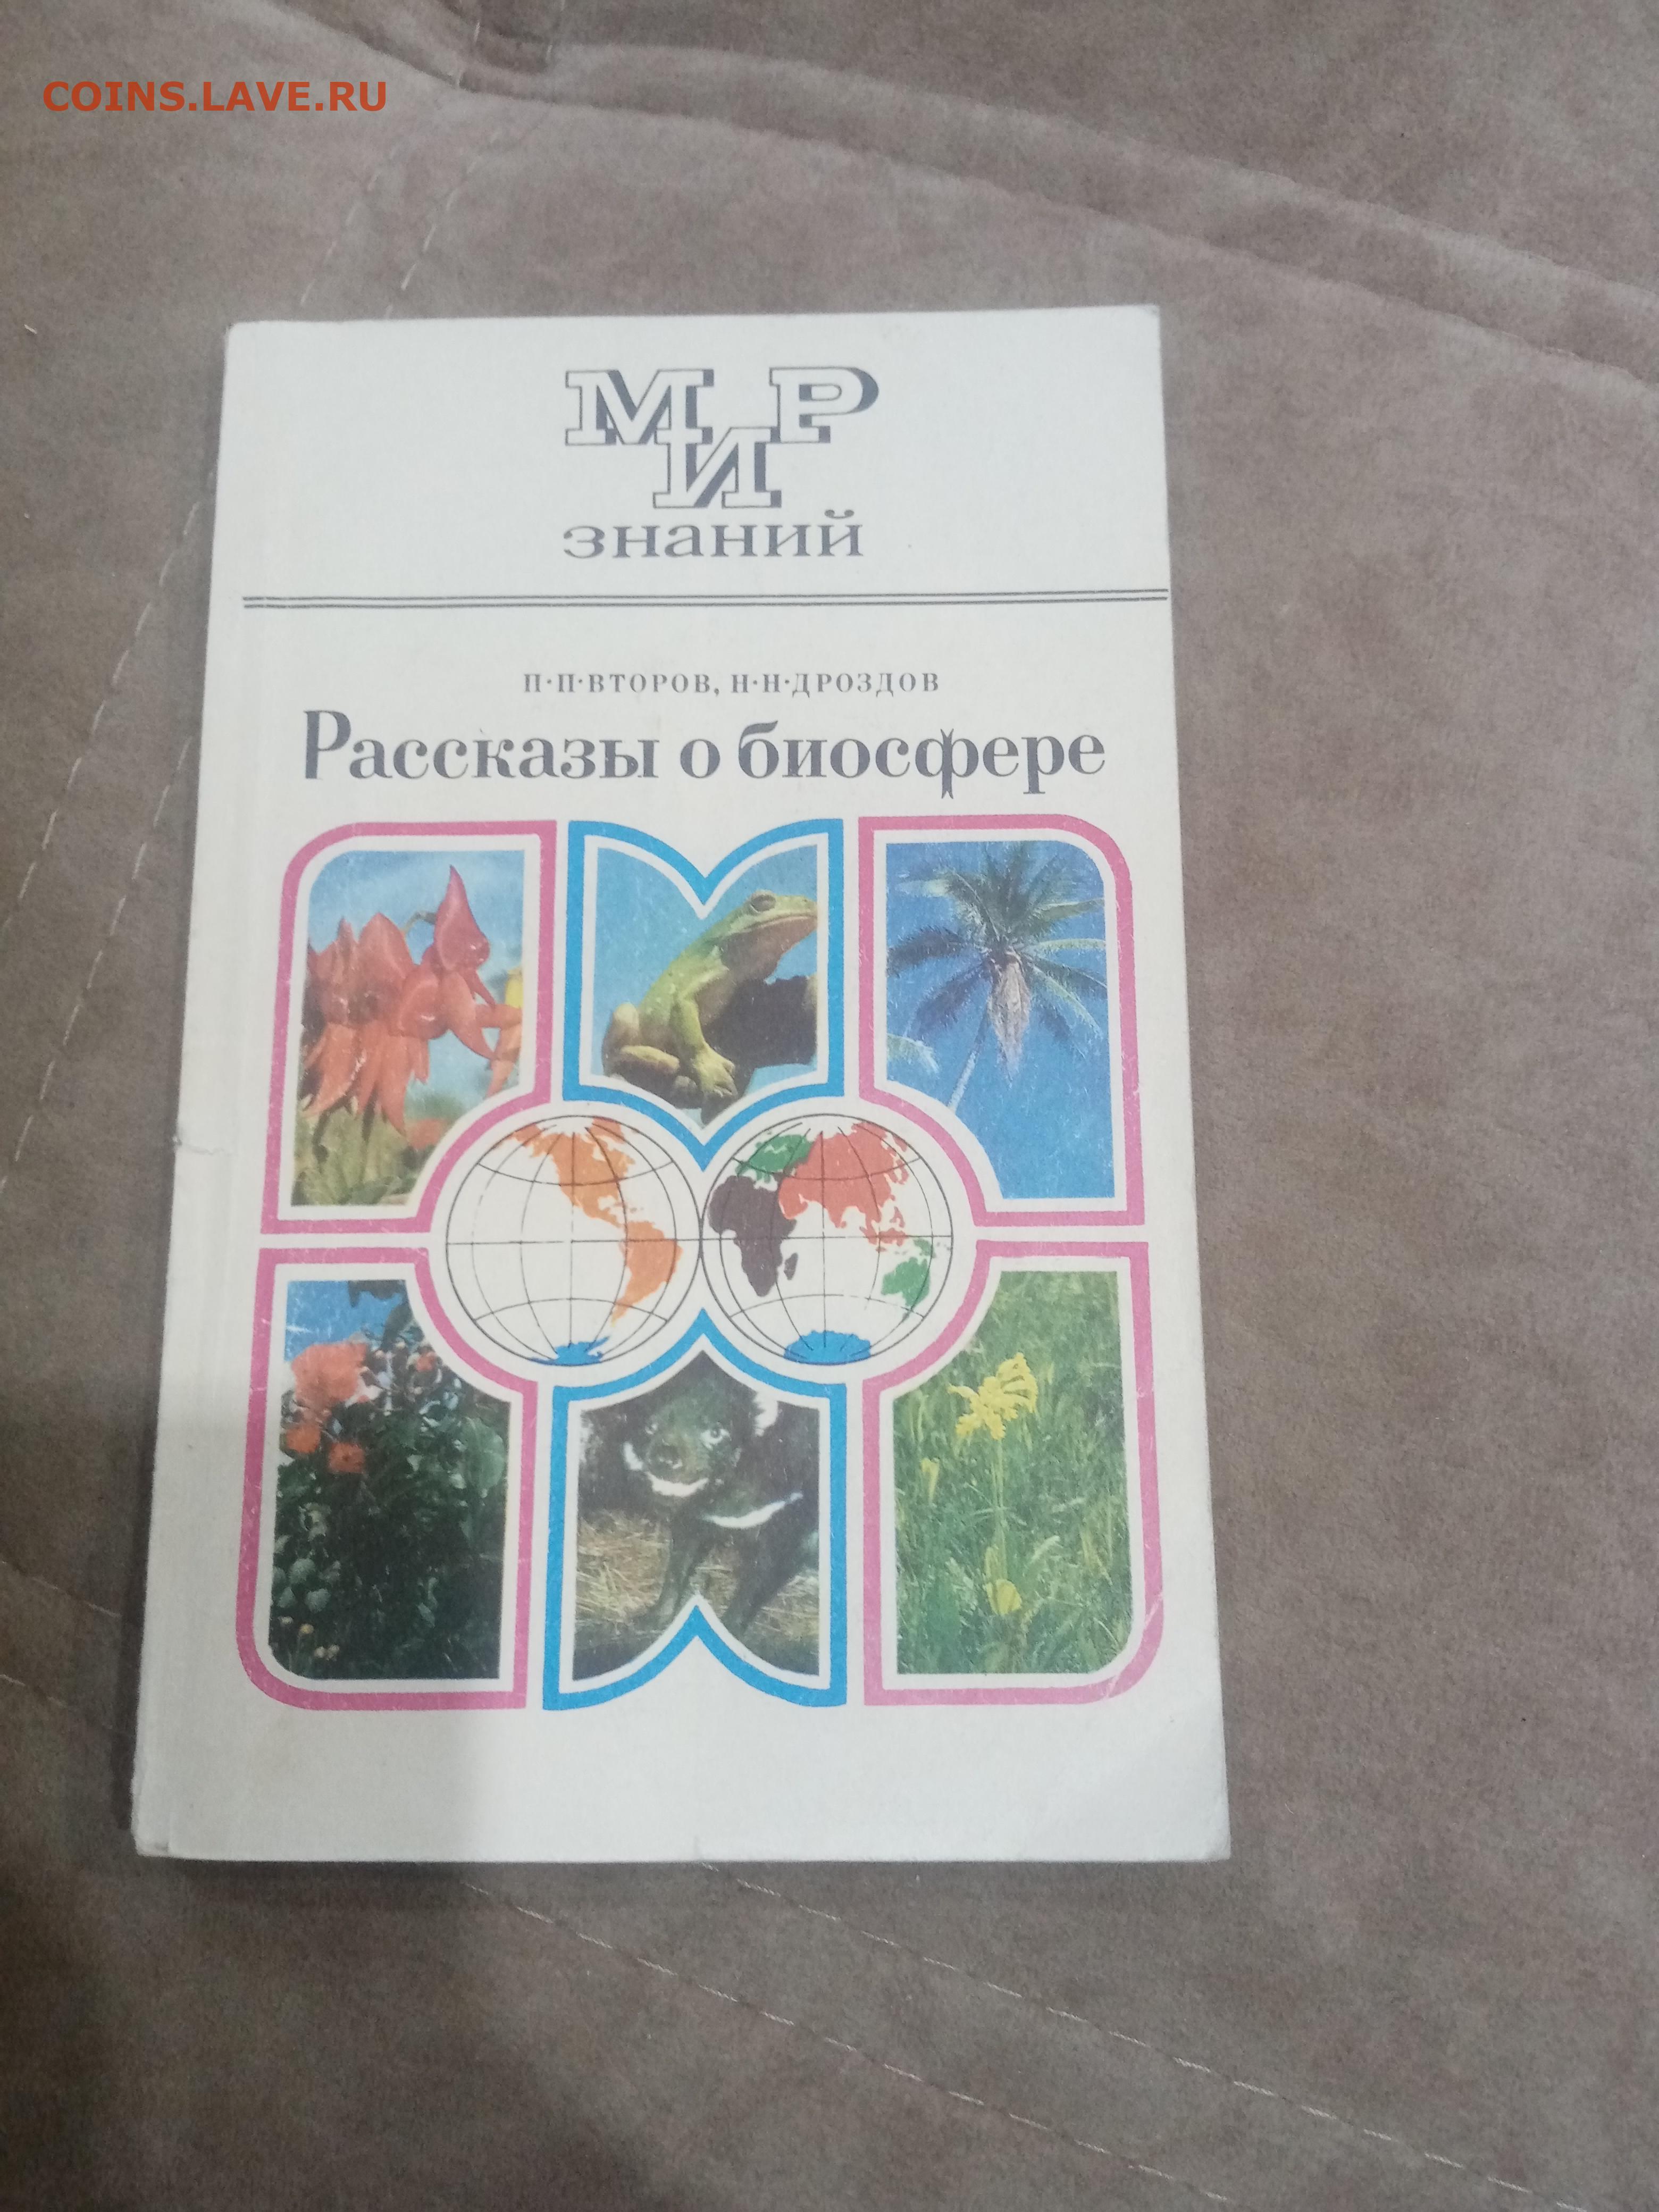 COINS.LAVE.RU
МИР
знаний
П·П·ВТОРОВ, Н·Н·ДРОЗДОВ
Рассказы о биосфере